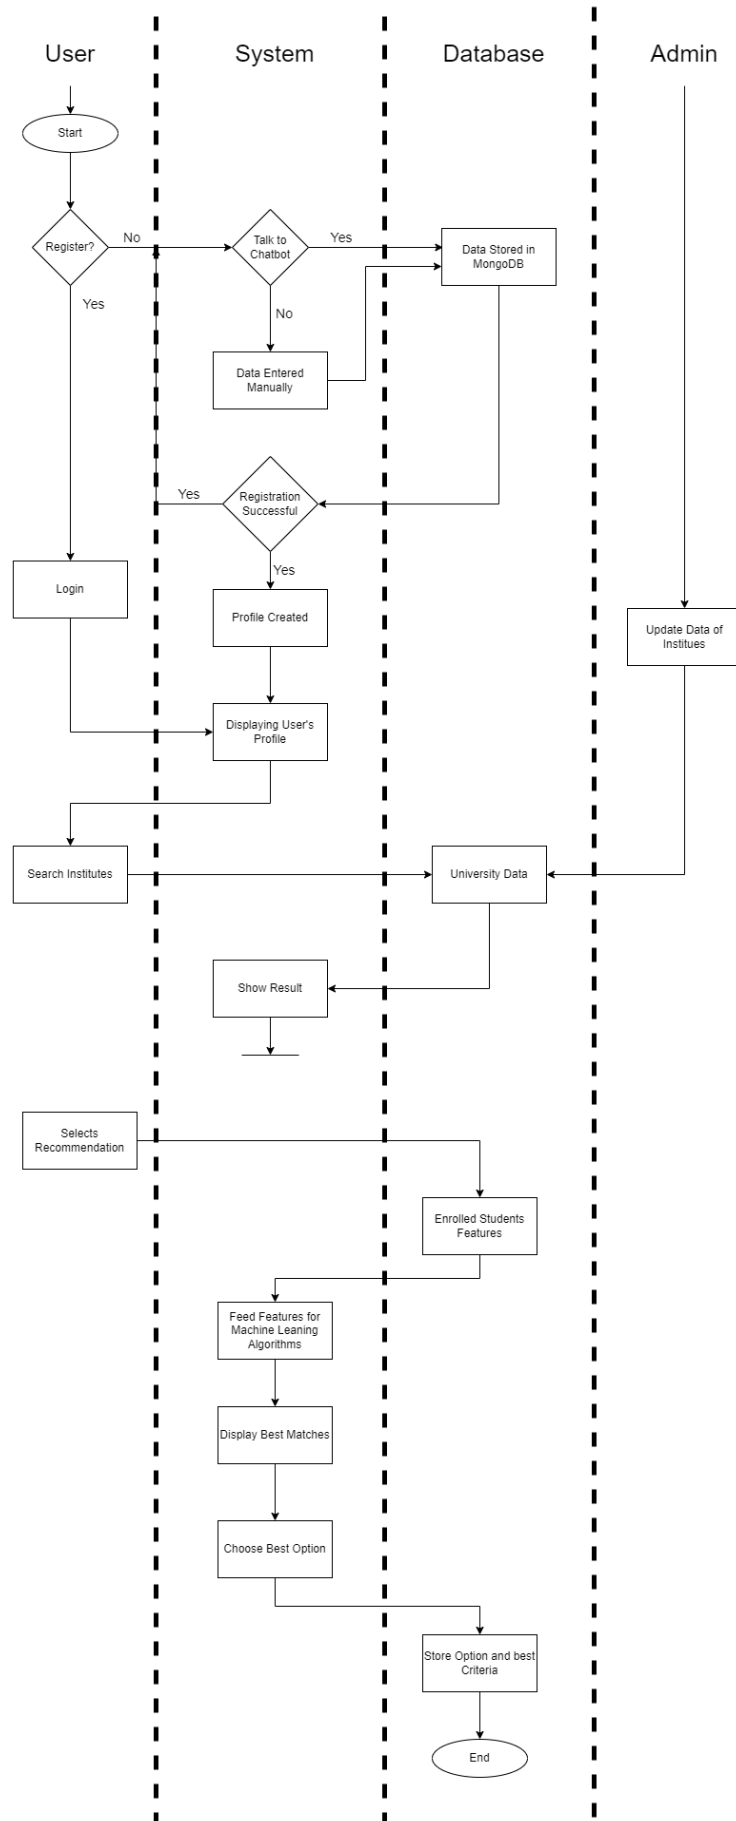 User
System
Database
Admin
Start
Register?
No
Talk to
Chatbot
Yes
Data Stored in
MongoDB
Yes
No
Data Entered
Manually
Yes
Registration
Successful
Yes
Login
Profile Created
Update Data of
Institues
Displaying User's
Profile
Search Institutes
University Data
Show Result
Selects
Recommendation
Enrolled Students
Features
Feed Features for
Machine Leaning
Algorithms
Display Best Matches
Choose Best Option
Store Option and best
Criteria
End